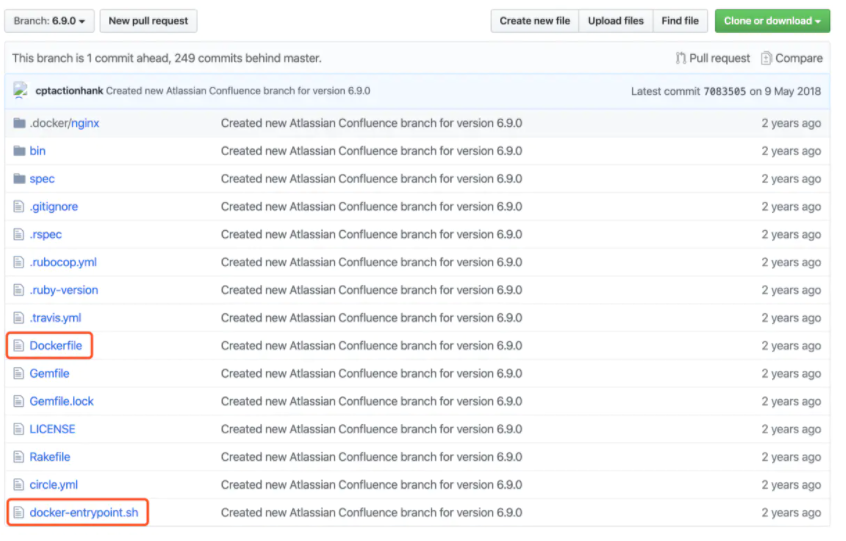 Branch: 6.9.0 New pull request Create new file Upload files Find file Clone or download
This branch is 1 commit ahead, 249 commits behind master. Pull request Compare
cptactionhank Created new Atlassian Confluence branch for version 6.9.0 Latest commit 7083505 on 9 May 2018
.docker/nginx Created new Atlassian Confluence branch for version 6.9.0 2 years ago
bin Created new Atlassian Confluence branch for version 6.9.0 2 years ago
spec Created new Atlassian Confluence branch for version 6.9.0 2 years ago
.gitignore Created new Atlassian Confluence branch for version 6.9.0 2 years ago
.rspec Created new Atlassian Confluence branch for version 6.9.0 2 years ago
.rubocop.yml Created new Atlassian Confluence branch for version 6.9.0 2 years ago
.ruby-version Created new Atlassian Confluence branch for version 6.9.0 2 years ago
.travis.yml Created new Atlassian Confluence branch for version 6.9.0 2 years ago
Dockerfile Created new Atlassian Confluence branch for version 6.9.0 2 years ago
Gemfile Created new Atlassian Confluence branch for version 6.9.0 2 years ago
Gemfile.lock Created new Atlassian Confluence branch for version 6.9.0 2 years ago
LICENSE Created new Atlassian Confluence branch for version 6.9.0 2 years ago
Rakefile Created new Atlassian Confluence branch for version 6.9.0 2 years ago
circle.yml Created new Atlassian Confluence branch for version 6.9.0 2 years ago
docker-entrypoint.sh Created new Atlassian Confluence branch for version 6.9.0 2 years ago